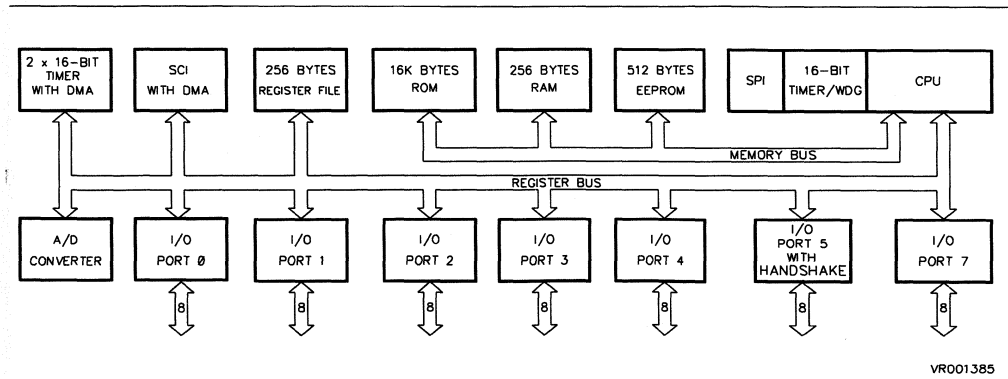 2 x 16-BIT
TIMER
WITH DMA
SCI
WITH DMA
256 BYTES
REGISTER FILE
16K BYTES
ROM
256 BYTES
RAM
512 BYTES
EEPROM
SPI
16-BIT
TIMER/WDG
CPU
MEMORY BUS
REGISTER BUS
A/D
CONVERTER
I/O
PORT 0
I/O
PORT 1
I/O
PORT 2
I/O
PORT 3
I/O
PORT 4
I/O
PORT 5
WITH
HANDSHAKE
I/O
PORT 7
8
8
8
8
8
8
8
VR001385